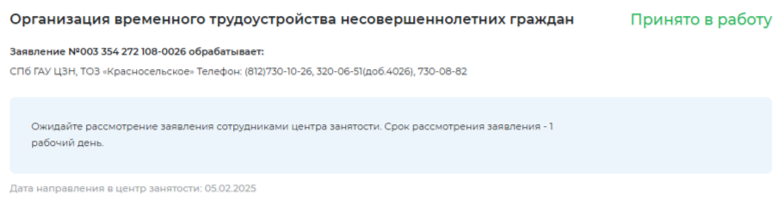 Организация временного трудоустройства несовершеннолетних граждан
Принято в работу
Заявление №003 354 272 108-0026 обрабатывает:
СПб ГАУ ЦЗН, ТОЗ «Красносельское» Телефон: (812)730-10-26, 320-06-51(доб.4026), 730-08-82
Ожидайте рассмотрение заявления сотрудниками центра занятости. Срок рассмотрения заявления - 1
рабочий день.
Дата направления в центр занятости: 05.02.2025